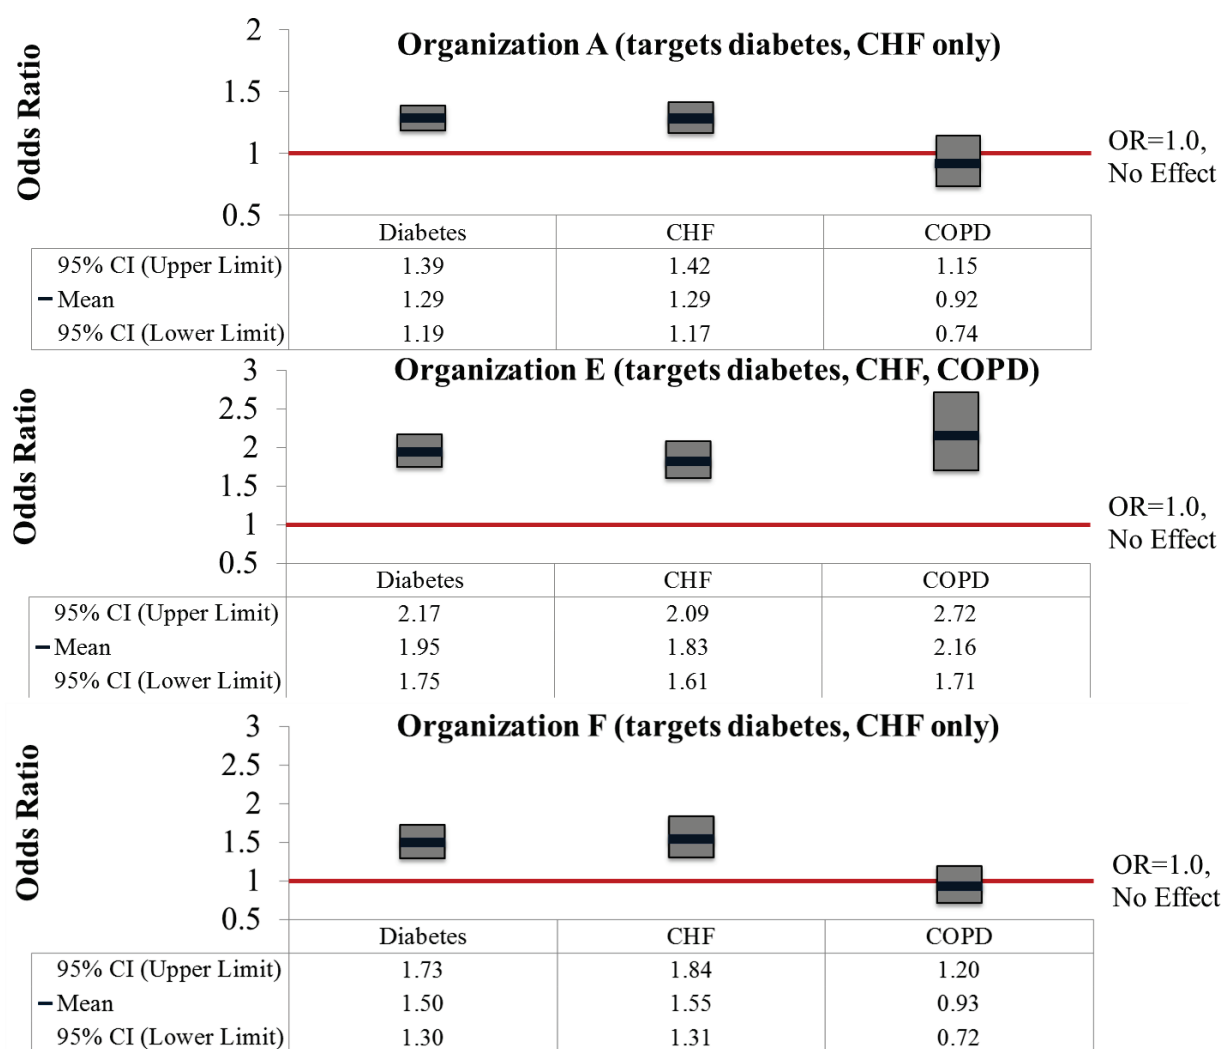 Organization A (targets diabetes, CHF only)
Odds Ratio
2
1.5
1
0.5
OR=1.0,
No Effect
Diabetes CHF COPD
95% CI (Upper Limit) 1.39 1.42 1.15
Mean 1.29 1.29 0.92
95% CI (Lower Limit) 1.19 1.17 0.74
Organization E (targets diabetes, CHF, COPD)
Odds Ratio
3
2.5
2
1.5
1
0.5
OR=1.0,
No Effect
Diabetes CHF COPD
95% CI (Upper Limit) 2.17 2.09 2.72
Mean 1.95 1.83 2.16
95% CI (Lower Limit) 1.75 1.61 1.71
Organization F (targets diabetes, CHF only)
Odds Ratio
3
2.5
2
1.5
1
0.5
OR=1.0,
No Effect
Diabetes CHF COPD
95% CI (Upper Limit) 1.73 1.84 1.20
Mean 1.50 1.55 0.93
95% CI (Lower Limit) 1.30 1.31 0.72